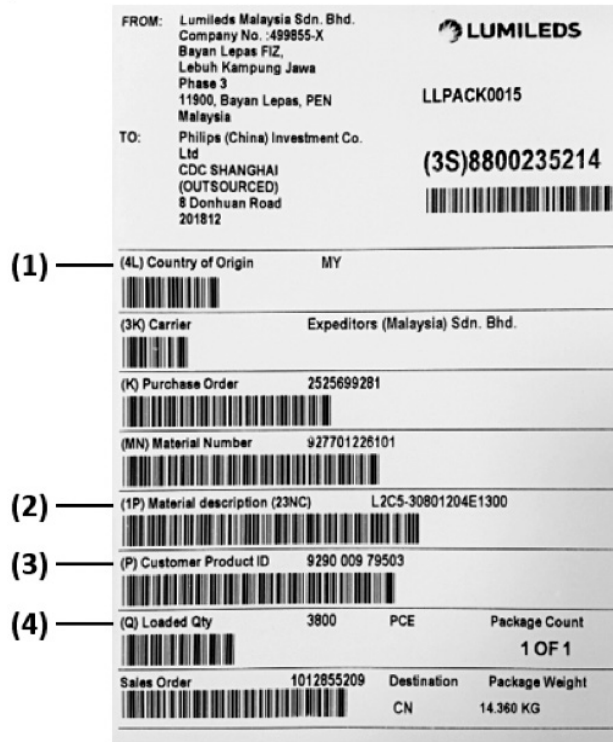 FROM: Lumileds Malaysia Sdn. Bhd.
Company No. :499855-X
Bayan Lepas FIZ,
Lebuh Kampung Jawa
Phase 3
11900, Bayan Lepas, PEN
Malaysia
TO: Philips (China) Investment Co.
Ltd
CDC SHANGHAI
(OUTSOURCED)
8 Donhuan Road
201812
LUMILEDS
LLPACK0015
(3S)8800235214
(1) (4L) Country of Origin MY
(3K) Carrier Expeditors (Malaysia) Sdn. Bhd.
(K) Purchase Order 2525699281
(MN) Material Number 927701226101
(2) (1P) Material description (23NC) L2C5-30801204E1300
(3) (P) Customer Product ID 9290 009 79503
(4) (Q) Loaded Qty 3800 PCE Package Count
1 OF 1
Sales Order 1012855209 Destination Package Weight
CN 14.360 KG